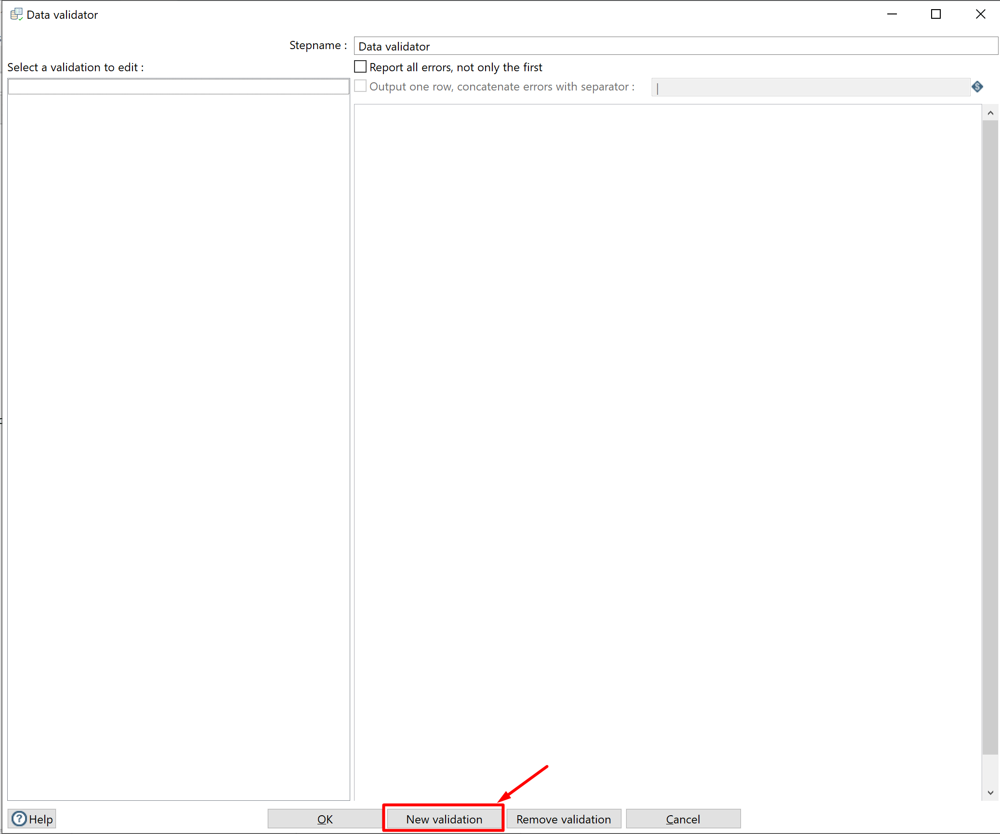 Data validator
Stepname :
Data validator
Select a validation to edit :
Report all errors, not only the first
Output one row, concatenate errors with separator :
|
Help
OK
New validation
Remove validation
Cancel